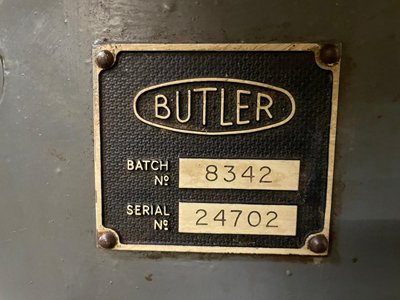 BUTLER
BATCH
Nº 8342
SERIAL
Nº 24702